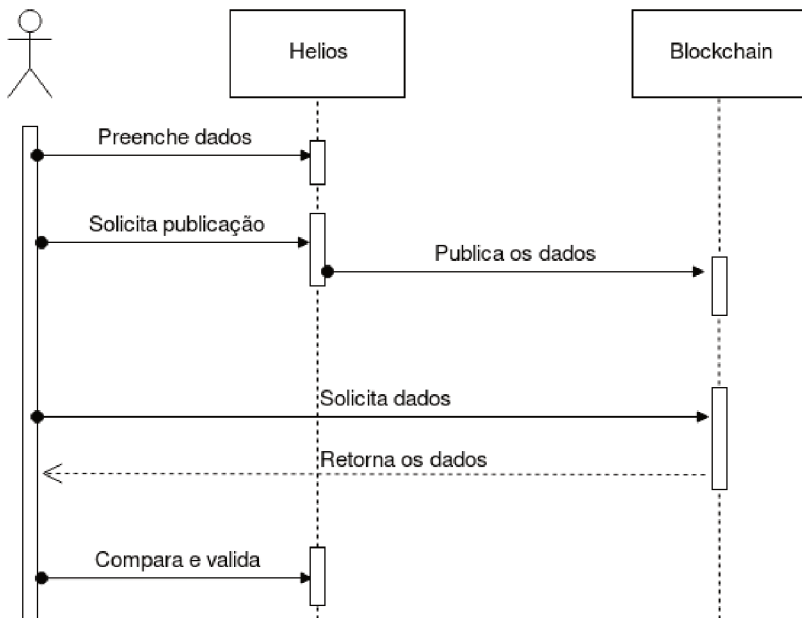 Helios
Blockchain
Preenche dados
Solicita publicação
Publica os dados
Solicita dados
Retorna os dados
Compara e valida